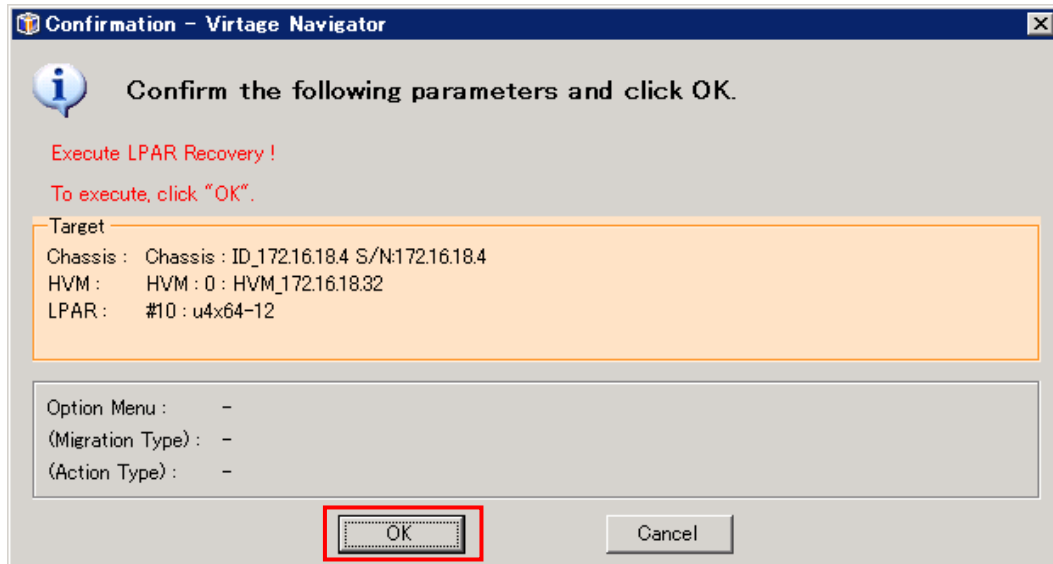 Confirmation - Virtage Navigator
Confirm the following parameters and click OK.
Execute LPAR Recovery !
To execute, click "OK".
Target
Chassis : Chassis : ID_172.16.18.4 S/N:172.16.18.4
HVM : HVM : 0 : HVM_172.16.18.32
LPAR : #10 : u4x64-12
Option Menu : -
(Migration Type) : -
(Action Type) : -
OK Cancel